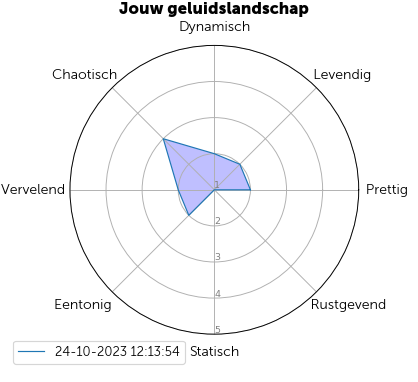 Jouw geluidslandschap
Dynamisch
Chaotisch
Levendig
Vervelend
Prettig
1
2
3
4
5
Eentonig
Rustgevend
24-10-2023 12:13:54
Statisch